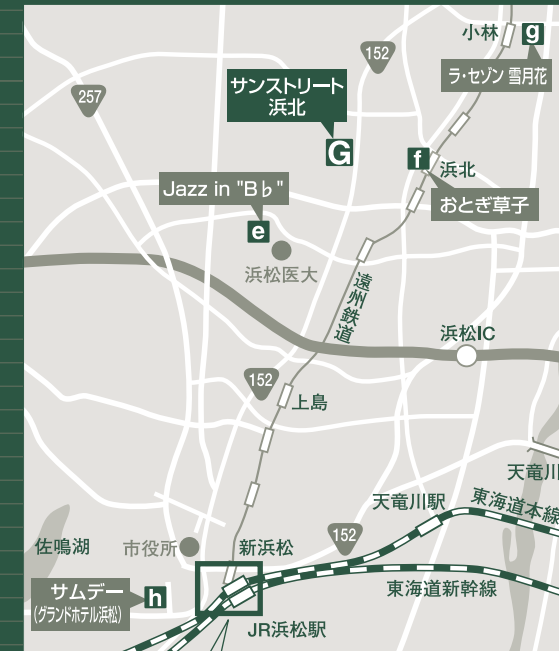 小林
g
ラ・セゾン 雪月花
152
257
サンストリート
浜北
G
f
浜北
おとぎ草子
Jazz in "B♭"
e
浜松医大
遠州鉄道
浜松IC
152
上島
天竜川
天竜川駅
東海道本線
152
佐鳴湖
市役所
新浜松
サムデー
(グランドホテル浜松)
h
東海道新幹線
JR浜松駅